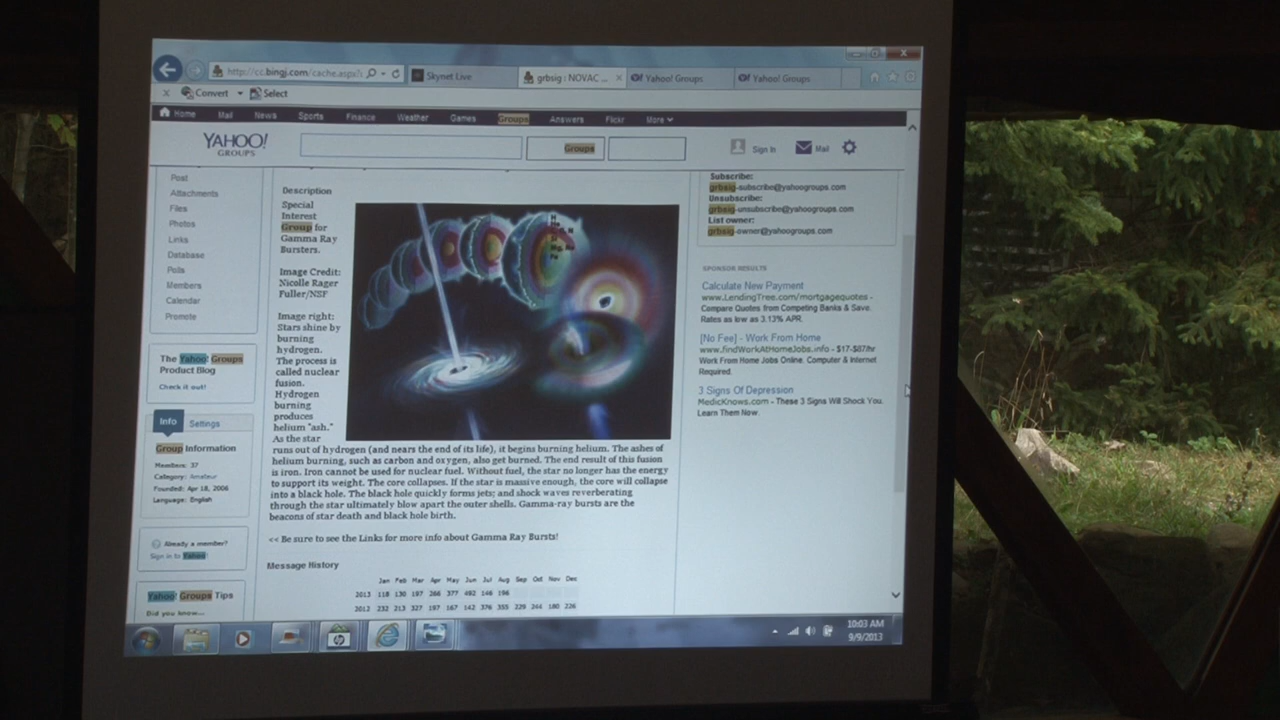 http://cc.bingj.com/cache.aspx?
Skynet Live
grbsig : NOVAC ...
Yahoo! Groups
Yahoo! Groups
x Convert Select
Home Mail News Sports Finance Weather Games Groups Answers Flickr More
YAHOO!
GROUPS
Groups
Sign In
Mail
Post
Attachments
Files
Photos
Links
Database
Polls
Members
Calendar
Promote
The Yahoo! Groups
Product Blog
Check it out!
Info Settings
Group Information
Members: 37
Category: Amateur
Founded: Apr 18, 2006
Language: English
Already a member?
Sign in to Yahoo!
Yahoo! Groups Tips
Did you know...
Description
Special
Interest
Group for
Gamma Ray
Bursters.
Image Credit:
Nicolle Rager
Fuller/NSF
Image right:
Stars shine by
burning
hydrogen.
The process is
called nuclear
fusion.
Hydrogen
burning
produces
helium "ash."
As the star
runs out of hydrogen (and nears the end of its life), it begins burning helium. The ashes of
helium burning, such as carbon and oxygen, also get burned. The end result of this fusion
is iron. Iron cannot be used for nuclear fuel. Without fuel, the star no longer has the energy
to support its weight. The core collapses. If the star is massive enough, the core will collapse
into a black hole. The black hole quickly forms jets; and shock waves reverberating
through the star ultimately blow apart the outer shells. Gamma-ray bursts are the
beacons of star death and black hole birth.
<< Be sure to see the Links for more info about Gamma Ray Bursts!
Message History
Jan Feb Mar Apr May Jun Jul Aug Sep Oct Nov Dec
2013 118 130 197 266 377 492 146 196
2012 232 213 327 197 167 142 376 355 229 244 180 226
H
He
Fe
Subscribe:
grbsig-subscribe@yahoogroups.com
Unsubscribe:
grbsig-unsubscribe@yahoogroups.com
List owner:
grbsig-owner@yahoogroups.com
SPONSOR RESULTS
Calculate New Payment
www.LendingTree.com/mortgagequotes -
Compare Quotes from Competing Banks & Save.
Rates as low as 3.13% APR.
[No Fee] - Work From Home
www.findWorkAtHomeJobs.info - $17-$87/hr
Work From Home Jobs Online. Computer & Internet
Required.
3 Signs Of Depression
MedicKnows.com - These 3 Signs Will Shock You.
Learn Them Now.
hp
10:03 AM
9/9/2013